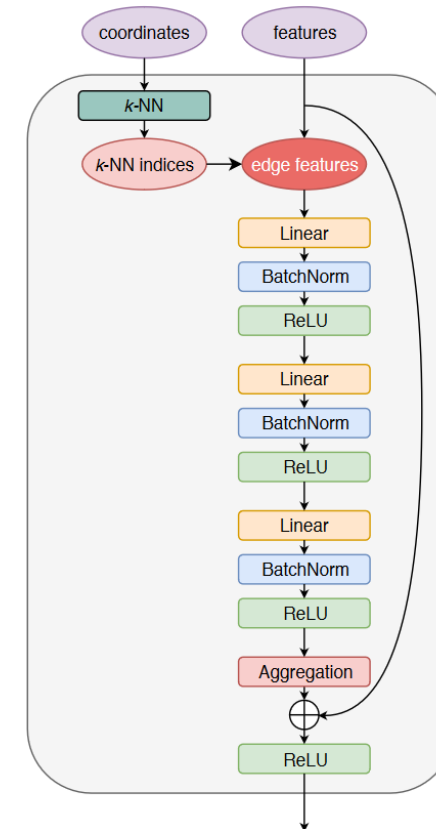 coordinates
features
k-NN
k-NN indices
edge features
Linear
BatchNorm
ReLU
Linear
BatchNorm
ReLU
Linear
BatchNorm
ReLU
Aggregation
ReLU